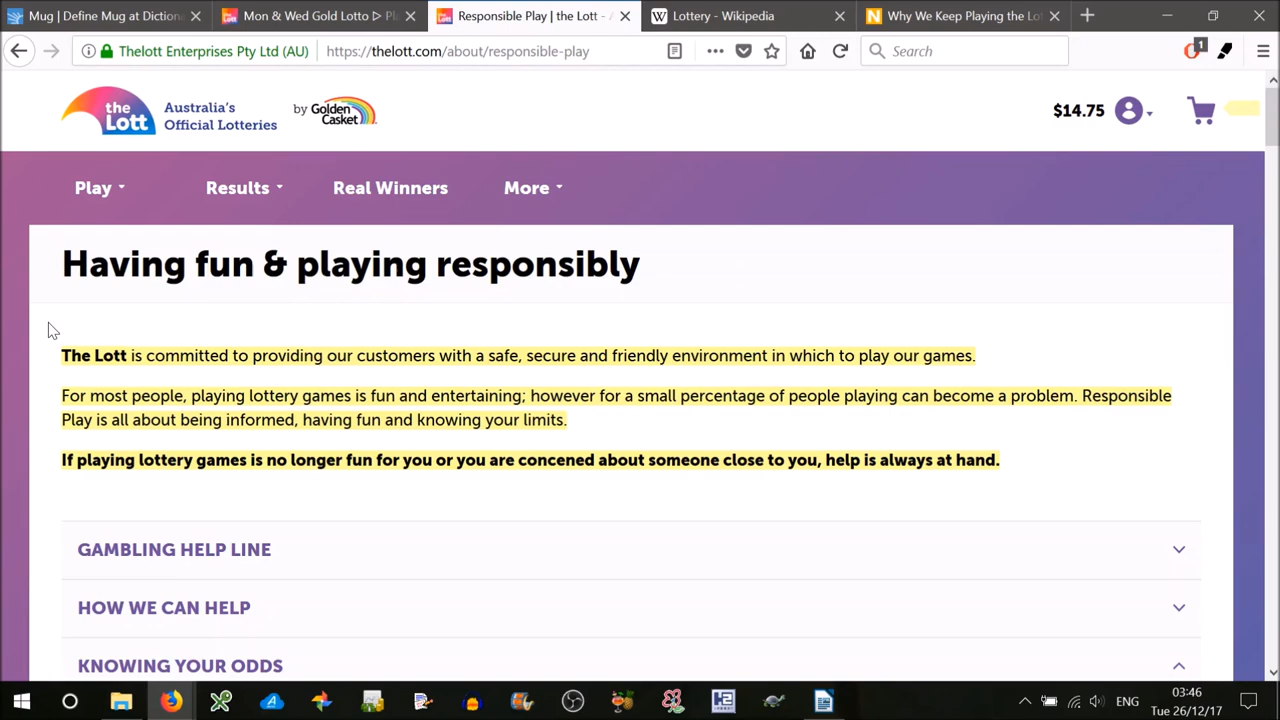 Mug | Define Mug at Diction
Mon & Wed Gold Lotto ▷ Pl
Responsible Play | the Lott - A
Lottery - Wikipedia
Why We Keep Playing the Lo
Thelott Enterprises Pty Ltd (AU)
https://thelott.com/about/responsible-play
Search
1
the Lott
Australia's
Official Lotteries
by Golden Casket
$14.75
Play
Results
Real Winners
More
Having fun & playing responsibly
The Lott is committed to providing our customers with a safe, secure and friendly environment in which to play our games.
For most people, playing lottery games is fun and entertaining; however for a small percentage of people playing can become a problem. Responsible
Play is all about being informed, having fun and knowing your limits.
If playing lottery games is no longer fun for you or you are concened about someone close to you, help is always at hand.
GAMBLING HELP LINE
HOW WE CAN HELP
KNOWING YOUR ODDS
ENG
03:46
Tue 26/12/17